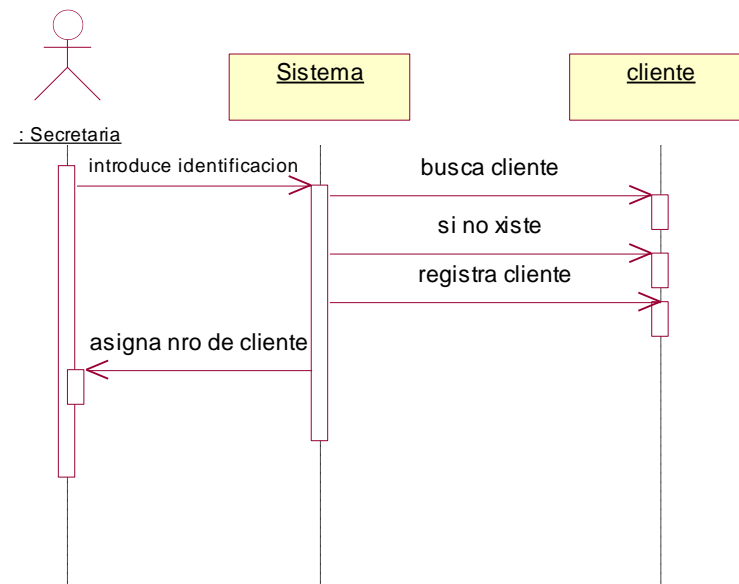 Sistema
cliente
: Secretaria
introduce identificacion
busca cliente
si no xiste
registra cliente
asigna nro de cliente